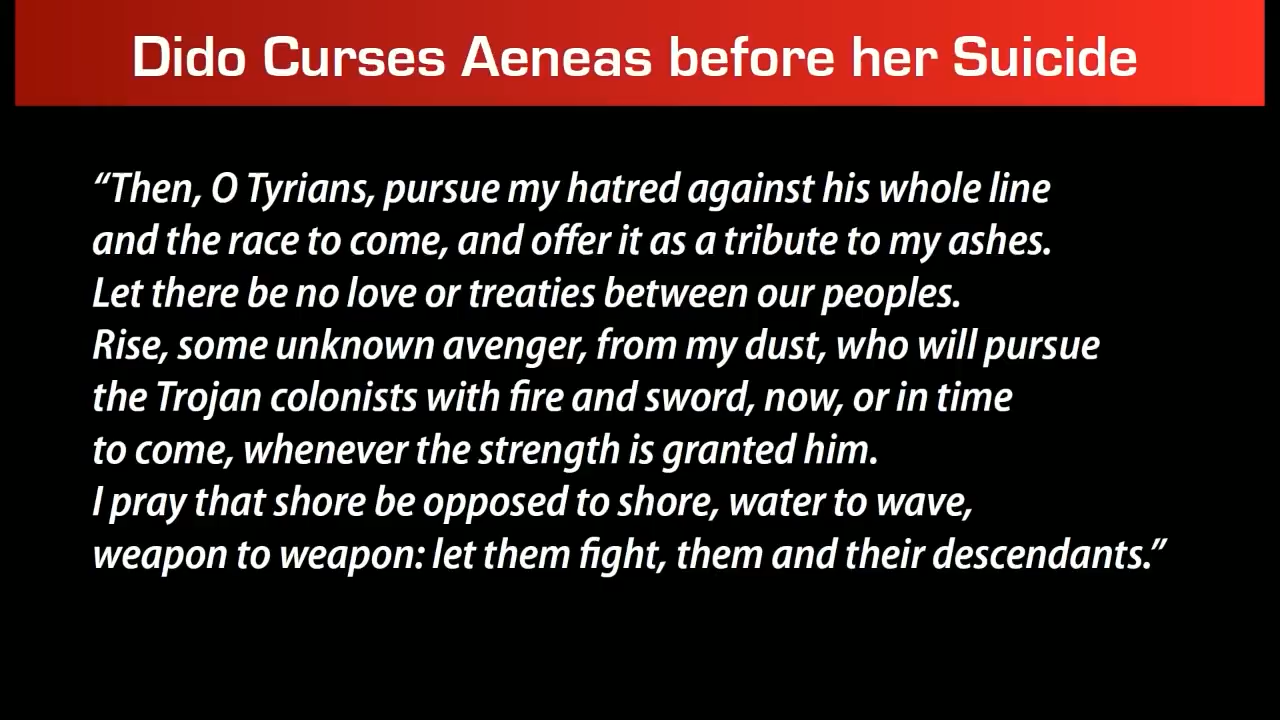 Dido Curses Aeneas before her Suicide
“Then, O Tyrians, pursue my hatred against his whole line
and the race to come, and offer it as a tribute to my ashes.
Let there be no love or treaties between our peoples.
Rise, some unknown avenger, from my dust, who will pursue
the Trojan colonists with fire and sword, now, or in time
to come, whenever the strength is granted him.
I pray that shore be opposed to shore, water to wave,
weapon to weapon: let them fight, them and their descendants.”